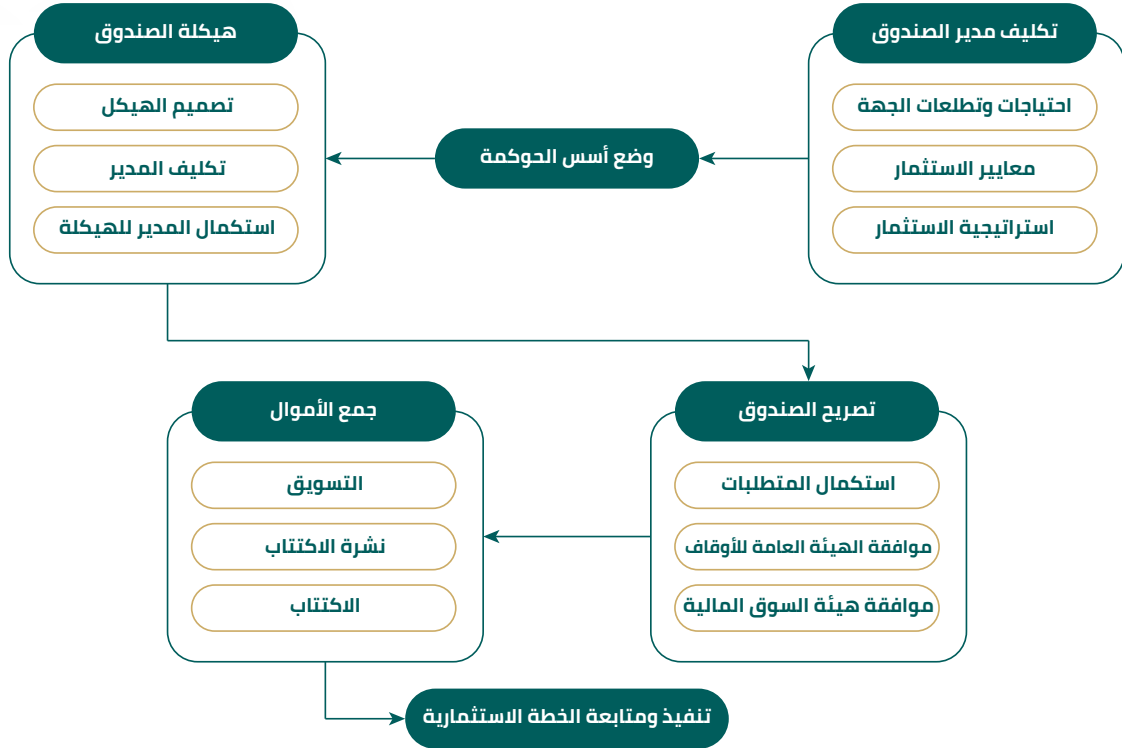 تكليف مدير الصندوق
احتياجات وتطلعات الجهة
معايير الاستثمار
استراتيجية الاستثمار
وضع أسس الحوكمة
هيكلة الصندوق
تصميم الهيكل
تكليف المدير
استكمال المدير للهيكلة
تصريح الصندوق
استكمال المتطلبات
موافقة الهيئة العامة للأوقاف
موافقة هيئة السوق المالية
جمع الأموال
التسويق
نشرة الاكتتاب
الاكتتاب
تنفيذ ومتابعة الخطة الاستثمارية